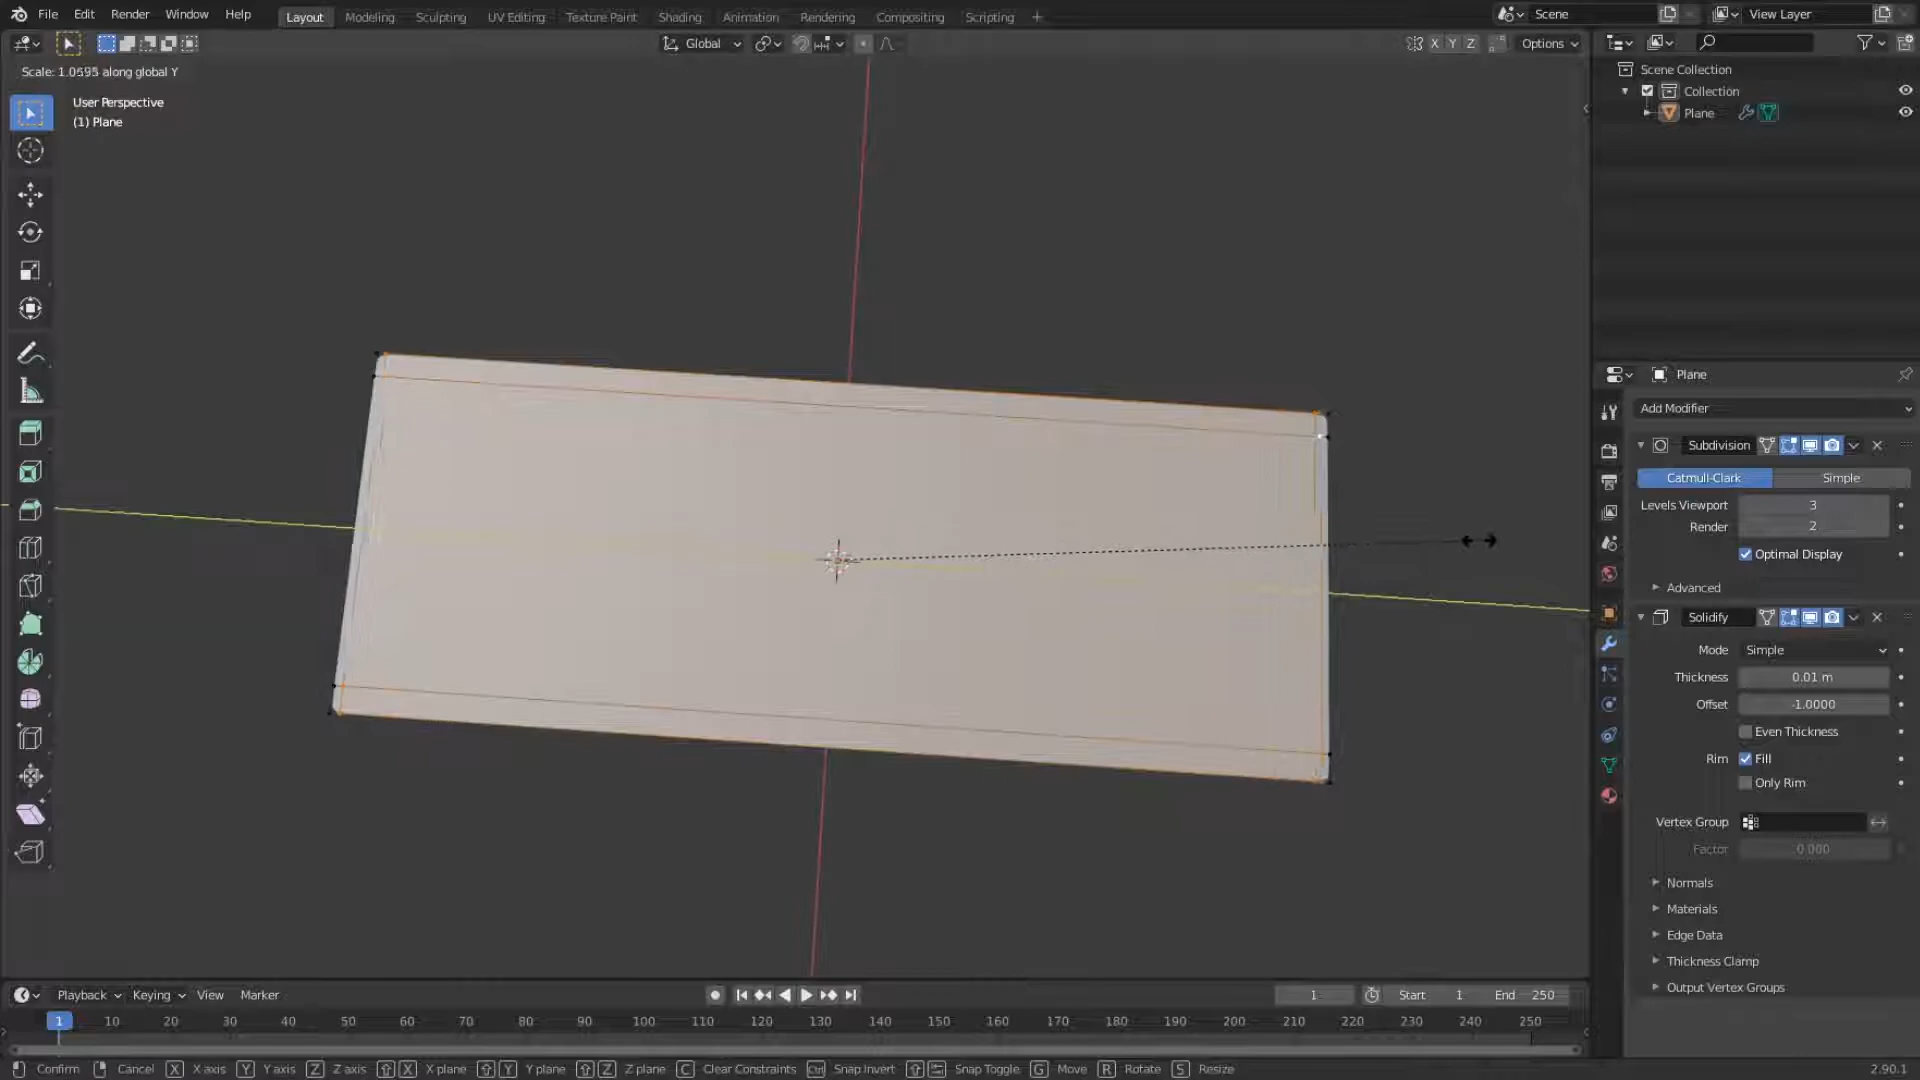 File Edit Render Window Help Layout Modeling Sculpting UV Editing Texture Paint Shading Animation Rendering Compositing Scripting + Scene View Layer
Global X Y Z Options
Scale: 1.0595 along global Y
User Perspective
(1) Plane
Scene Collection
Collection
Plane
Plane
Add Modifier
Subdivision
Catmull-Clark Simple
Levels Viewport 3
Render 2
Optimal Display
Advanced
Solidify
Mode Simple
Thickness 0.01 m
Offset -1.0000
Even Thickness
Rim Fill
Only Rim
Vertex Group
Factor 0.000
Normals
Materials
Edge Data
Thickness Clamp
Output Vertex Groups
Playback Keying View Marker 1 Start 1 End 250
1 10 20 30 40 50 60 70 80 90 100 110 120 130 140 150 160 170 180 190 200 210 220 230 240 250
Confirm Cancel X X axis Y Y axis Z Z axis X X plane Y Y plane Z Z plane C Clear Constraints Ctrl Snap Invert Snap Toggle G Move R Rotate S Resize 2.90.1